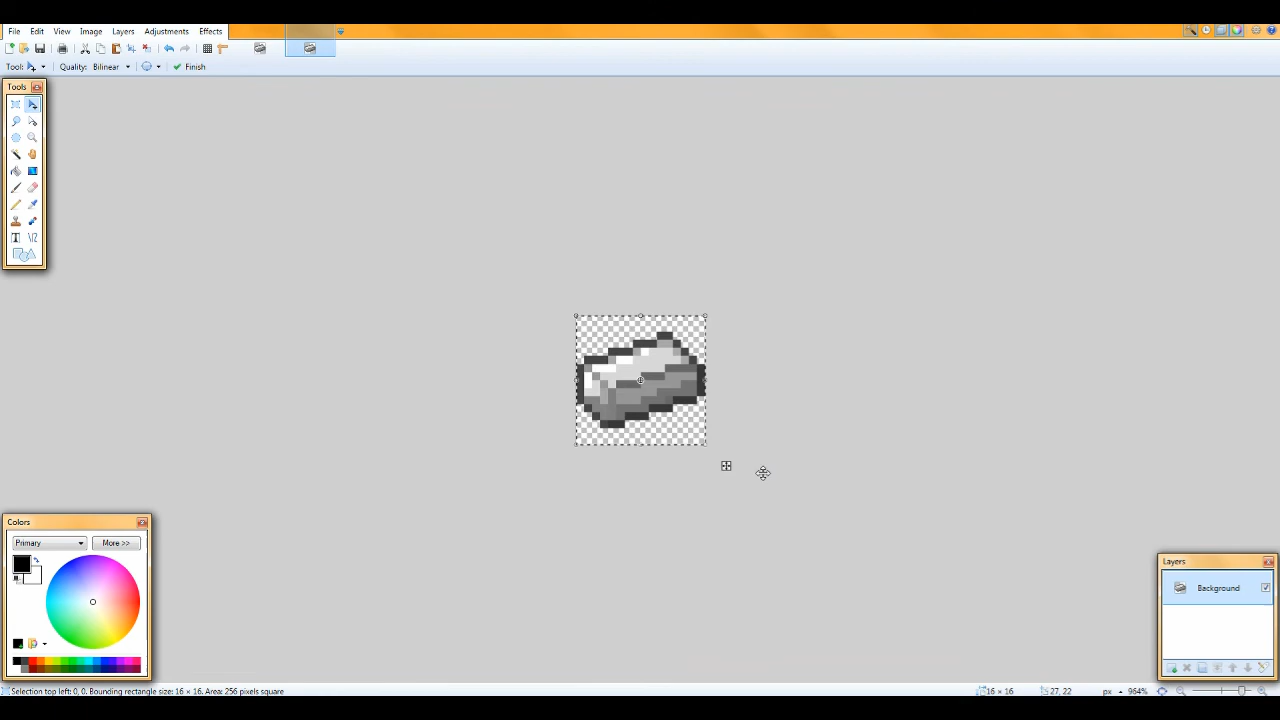 File Edit View Image Layers Adjustments Effects
Tool: Quality: Bilinear Finish
Tools
Colors
Primary More >>
Layers
Background
Selection top left: 0, 0. Bounding rectangle size: 16 × 16. Area: 256 pixels square
16 × 16 27, 22 px 964%